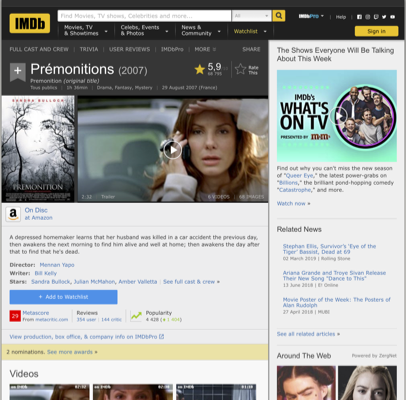 IMDb
Find Movies, TV shows, Celebrities and more...
All
IMDbPro
Help
Movies, TV
& Showtimes
Celebs, Events
& Photos
News &
Community
Watchlist
Sign in
FULL CAST AND CREW | TRIVIA | USER REVIEWS | IMDbPro | MORE
SHARE
Prémonitions (2007)
Premonition (original title)
Tous publics | 1h 36min | Drama, Fantasy, Mystery | 29 August 2007 (France)
5,9
Rate
This
SANDRA BULLOCK
PREMONITION
2:32 | Trailer
On Disc
at Amazon
A depressed homemaker learns that her husband was killed in a car accident the previous day,
then awakens the next morning to find him alive and well at home; then awakens the day after
that to find that he's dead.
Director: Mennan Yapo
Writer: Bill Kelly
Stars: Sandra Bullock, Julian McMahon, Amber Valletta | See full cast & crew »
+ Add to Watchlist
29
Metascore
From metacritic.com
Reviews
354 user | 144 critic
Popularity
4 428
View production, box office, & company info on IMDbPro
2 nominations. See more awards »
Videos
The Shows Everyone Will Be Talking
About This Week
IMDb's
WHAT'S
ON TV
PRESENTED BY
Find out why you can't miss the new season
of "Queer Eye," the latest power-grabs on
"Billions," the brilliant pond-hopping comedy
"Catastrophe," and more.
Watch now »
Related News
Stephan Ellis, Survivor's 'Eye of the
Tiger' Bassist, Dead at 69
02 March 2019 | Rolling Stone
Ariana Grande and Troye Sivan Release
Their New Song "Dance to This"
13 June 2018 | E! Online
Movie Poster of the Week: The Posters of
Alan Rudolph
27 April 2018 | MUBI
See all related articles »
Around The Web
Powered by ZergNet